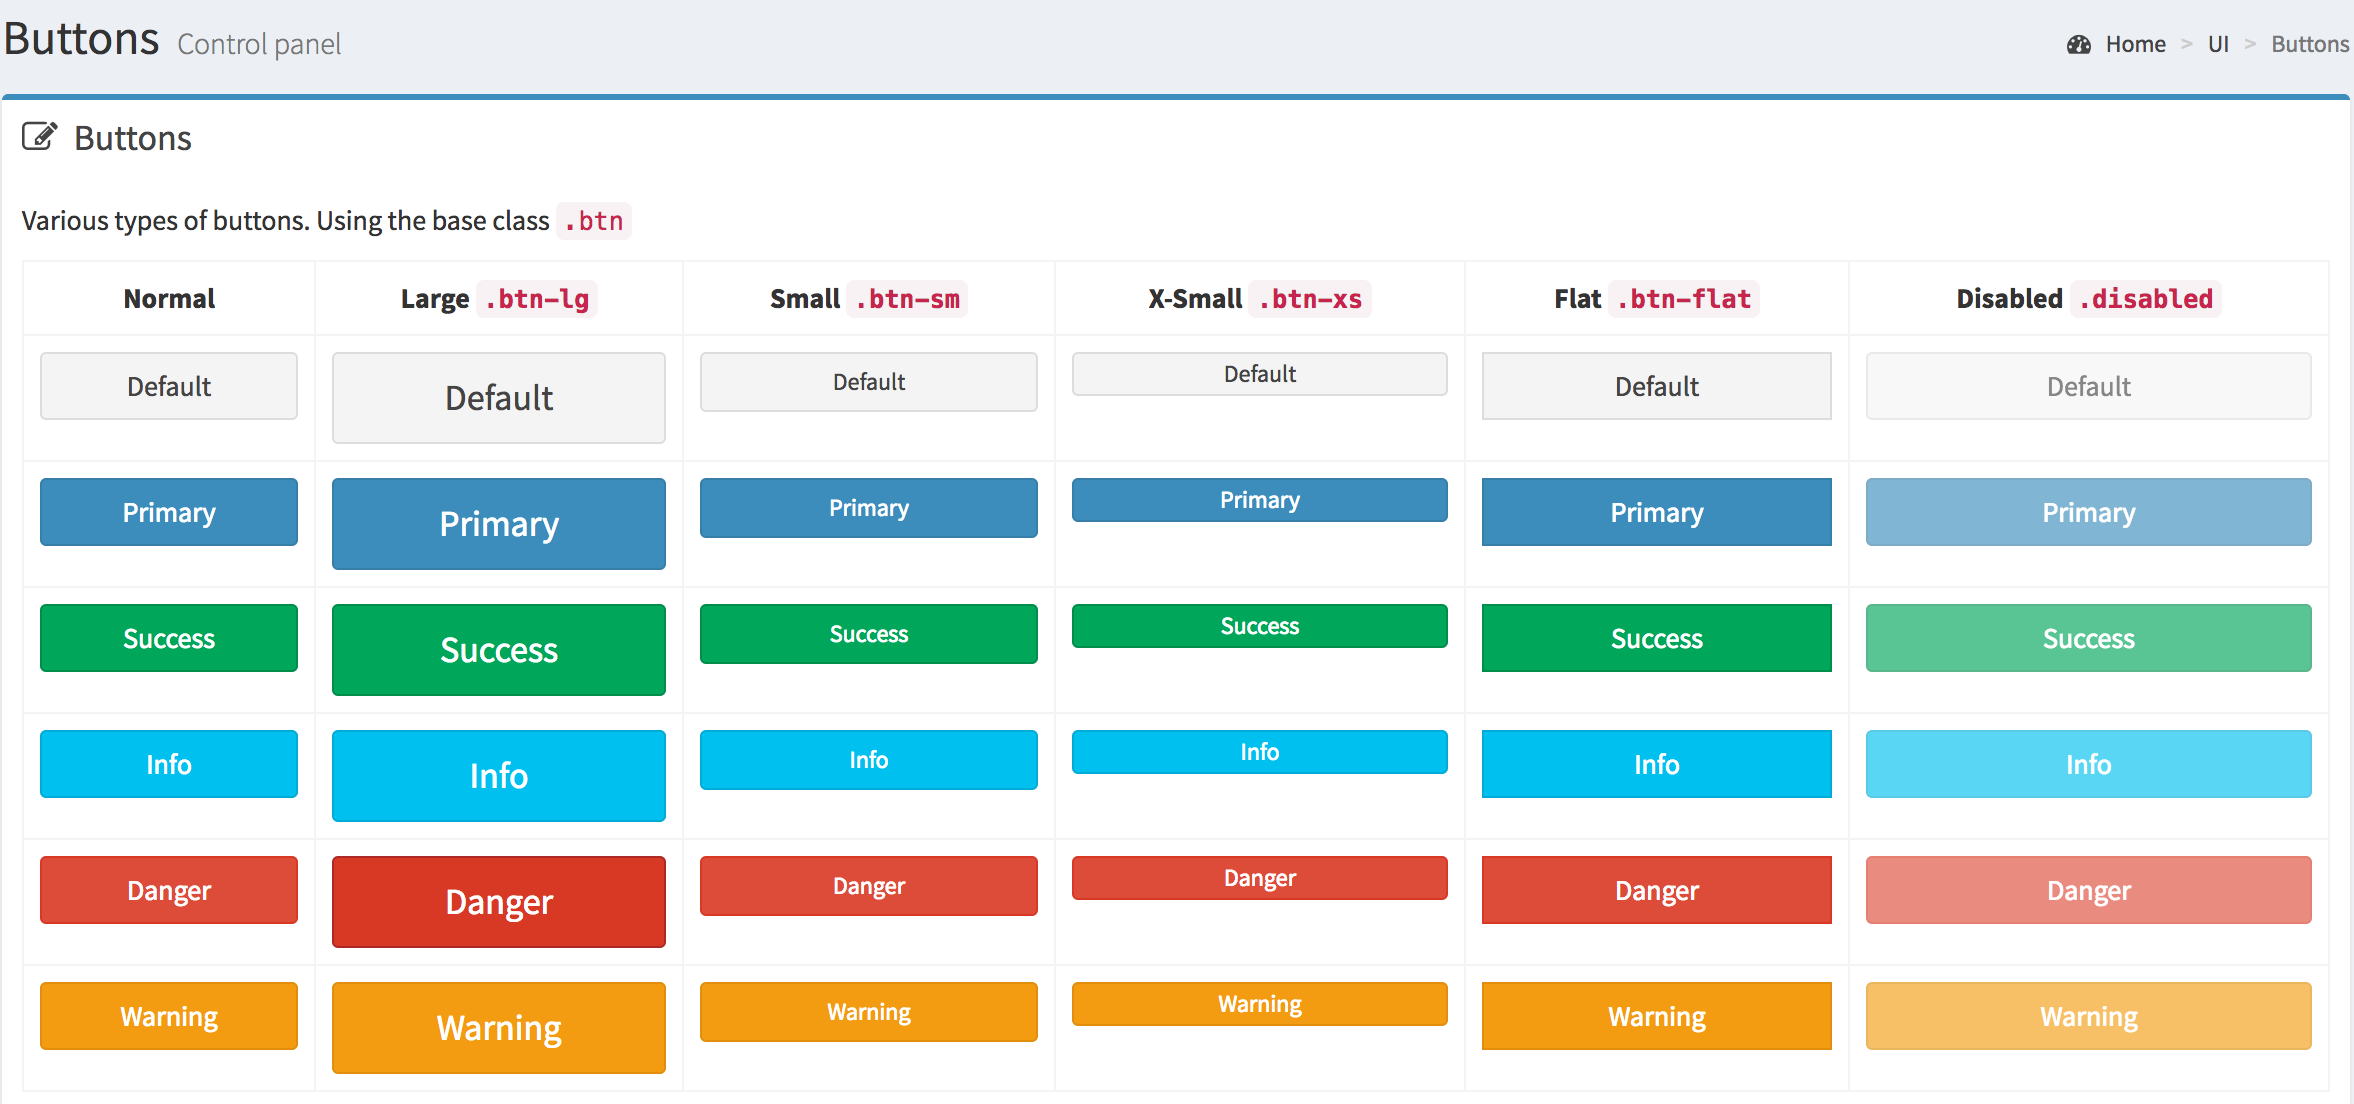 Buttons Control panel
Home > UI > Buttons
Buttons
Various types of buttons. Using the base class .btn
Normal Large .btn-lg Small .btn-sm X-Small .btn-xs Flat .btn-flat Disabled .disabled
Default Default Default Default Default Default
Primary Primary Primary Primary Primary Primary
Success Success Success Success Success Success
Info Info Info Info Info Info
Danger Danger Danger Danger Danger Danger
Warning Warning Warning Warning Warning Warning